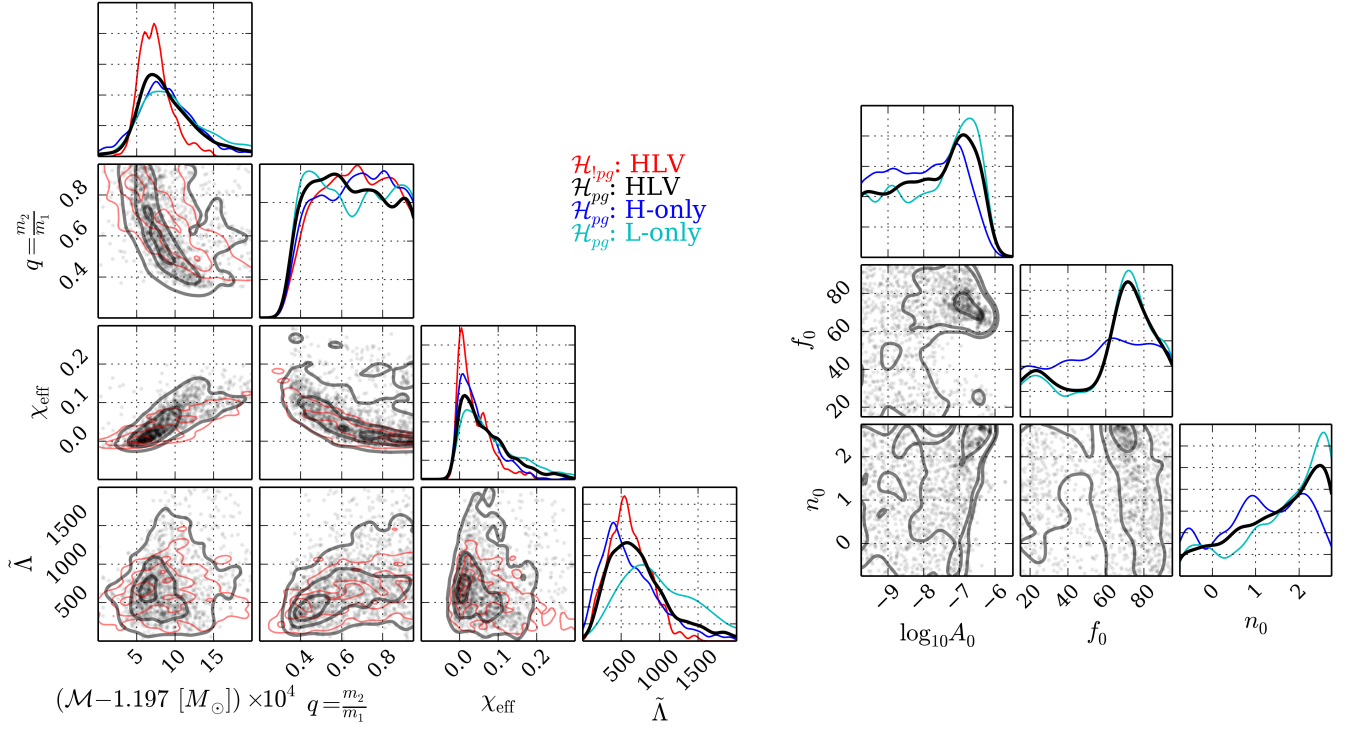 ℋ!pg: HLV
ℋpg: HLV
ℋpg: H-only
ℋpg: L-only
q = m₂/m₁
0.8
0.6
0.4
χeff
0.2
0.1
0.0
Λ̃
1500
1000
500
5 10 15
(ℳ−1.197 [M⊙]) ×10⁴
0.4 0.6 0.8
q = m₂/m₁
0.0 0.1 0.2
χeff
500 1000 1500
Λ̃
f₀
80
60
40
20
n₀
2
1
0
−9 −8 −7 −6
log₁₀A₀
20 40 60 80
f₀
0 1 2
n₀